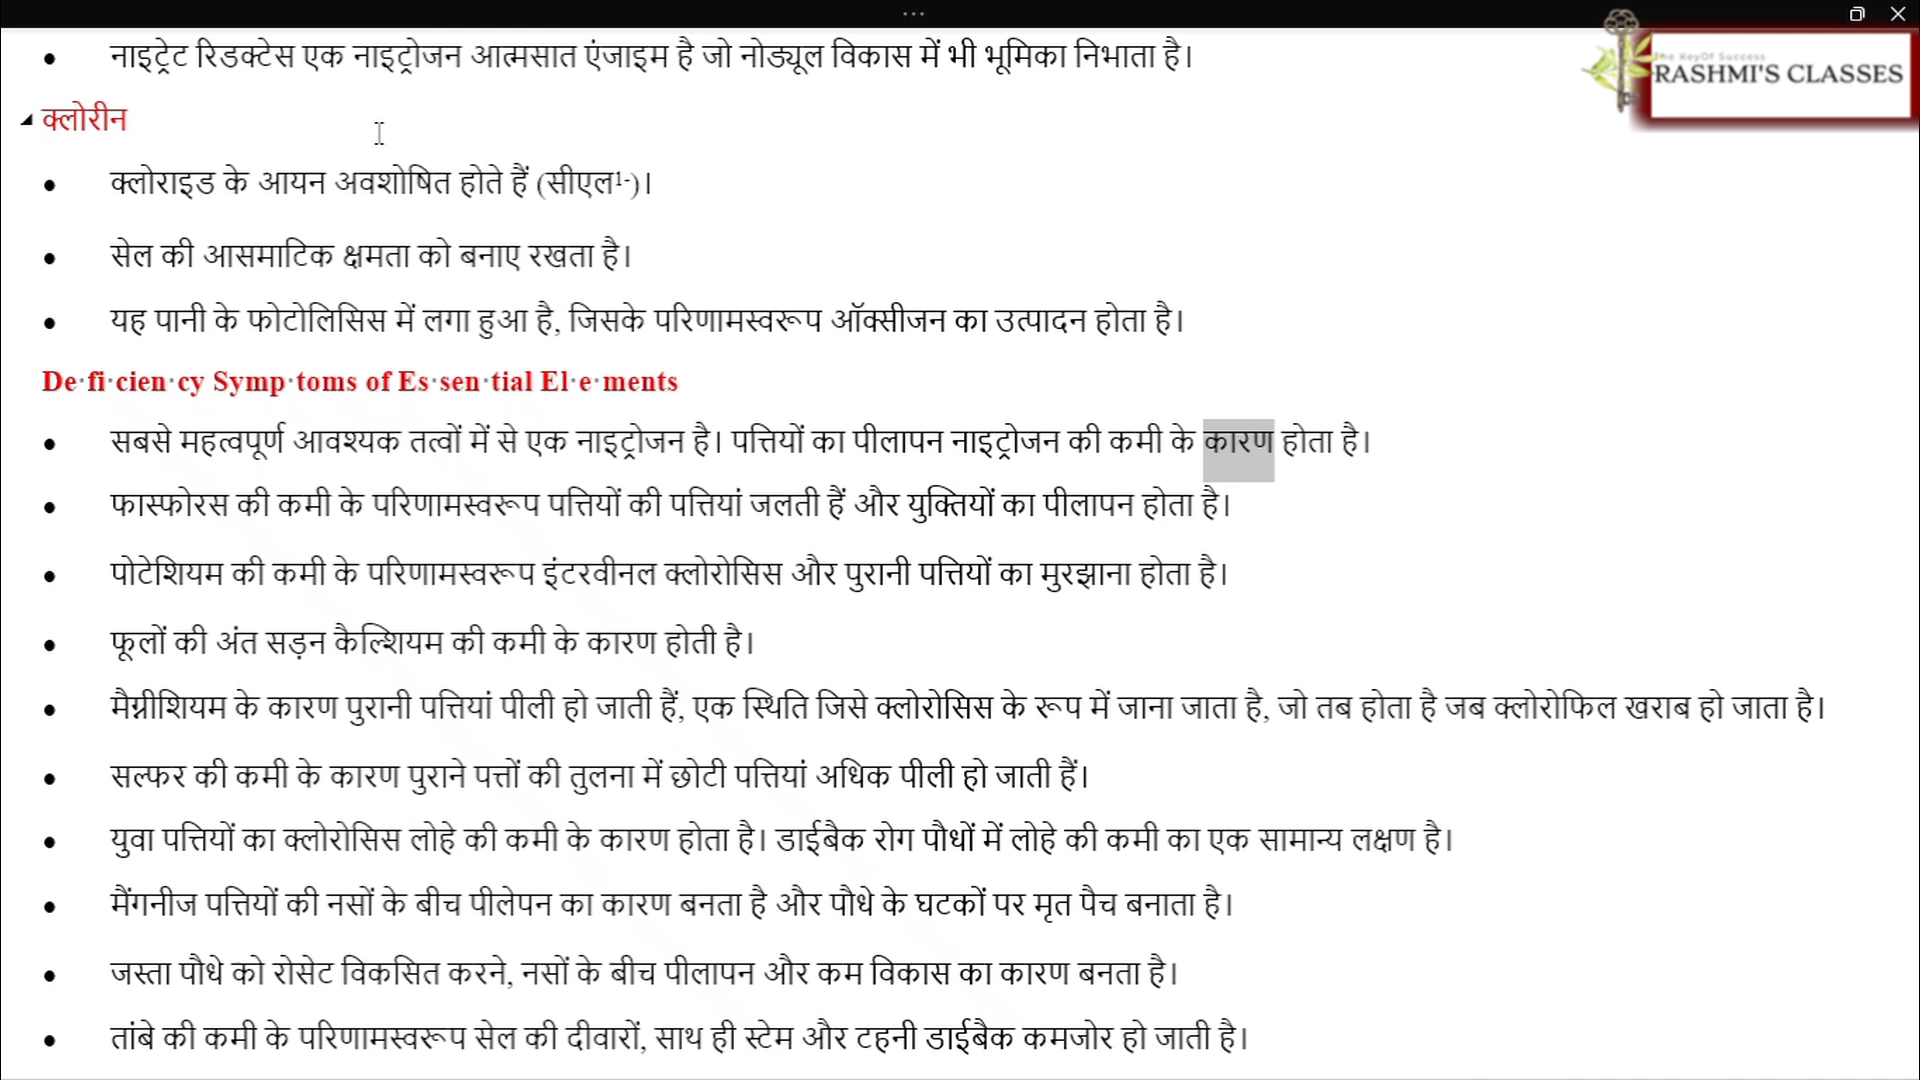 The KeyOf Success
RASHMI'S CLASSES
• नाइट्रेट रिडक्टेस एक नाइट्रोजन आत्मसात एंजाइम है जो नोड्यूल विकास में भी भूमिका निभाता है।
क्लोरीन
• क्लोराइड के आयन अवशोषित होते हैं (सीएल¹⁻)।
• सेल की आसमाटिक क्षमता को बनाए रखता है।
• यह पानी के फोटोलिसिस में लगा हुआ है, जिसके परिणामस्वरूप ऑक्सीजन का उत्पादन होता है।
De·fi·cien·cy Symp·toms of Es·sen·tial El·e·ments
• सबसे महत्वपूर्ण आवश्यक तत्वों में से एक नाइट्रोजन है। पत्तियों का पीलापन नाइट्रोजन की कमी के कारण होता है।
• फास्फोरस की कमी के परिणामस्वरूप पत्तियों की पत्तियां जलती हैं और युक्तियों का पीलापन होता है।
• पोटेशियम की कमी के परिणामस्वरूप इंटरवीनल क्लोरोसिस और पुरानी पत्तियों का मुरझाना होता है।
• फूलों की अंत सड़न कैल्शियम की कमी के कारण होती है।
• मैग्नीशियम के कारण पुरानी पत्तियां पीली हो जाती हैं, एक स्थिति जिसे क्लोरोसिस के रूप में जाना जाता है, जो तब होता है जब क्लोरोफिल खराब हो जाता है।
• सल्फर की कमी के कारण पुराने पत्तों की तुलना में छोटी पत्तियां अधिक पीली हो जाती हैं।
• युवा पत्तियों का क्लोरोसिस लोहे की कमी के कारण होता है। डाईबैक रोग पौधों में लोहे की कमी का एक सामान्य लक्षण है।
• मैंगनीज पत्तियों की नसों के बीच पीलेपन का कारण बनता है और पौधे के घटकों पर मृत पैच बनाता है।
• जस्ता पौधे को रोसेट विकसित करने, नसों के बीच पीलापन और कम विकास का कारण बनता है।
• तांबे की कमी के परिणामस्वरूप सेल की दीवारों, साथ ही स्टेम और टहनी डाईबैक कमजोर हो जाती है।